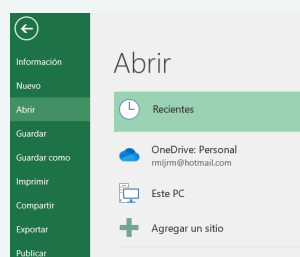 Información
Nuevo
Abrir
Guardar
Guardar como
Imprimir
Compartir
Exportar
Publicar
Abrir
Recientes
OneDrive: Personal
rmljrm@hotmail.com
Este PC
Agregar un sitio